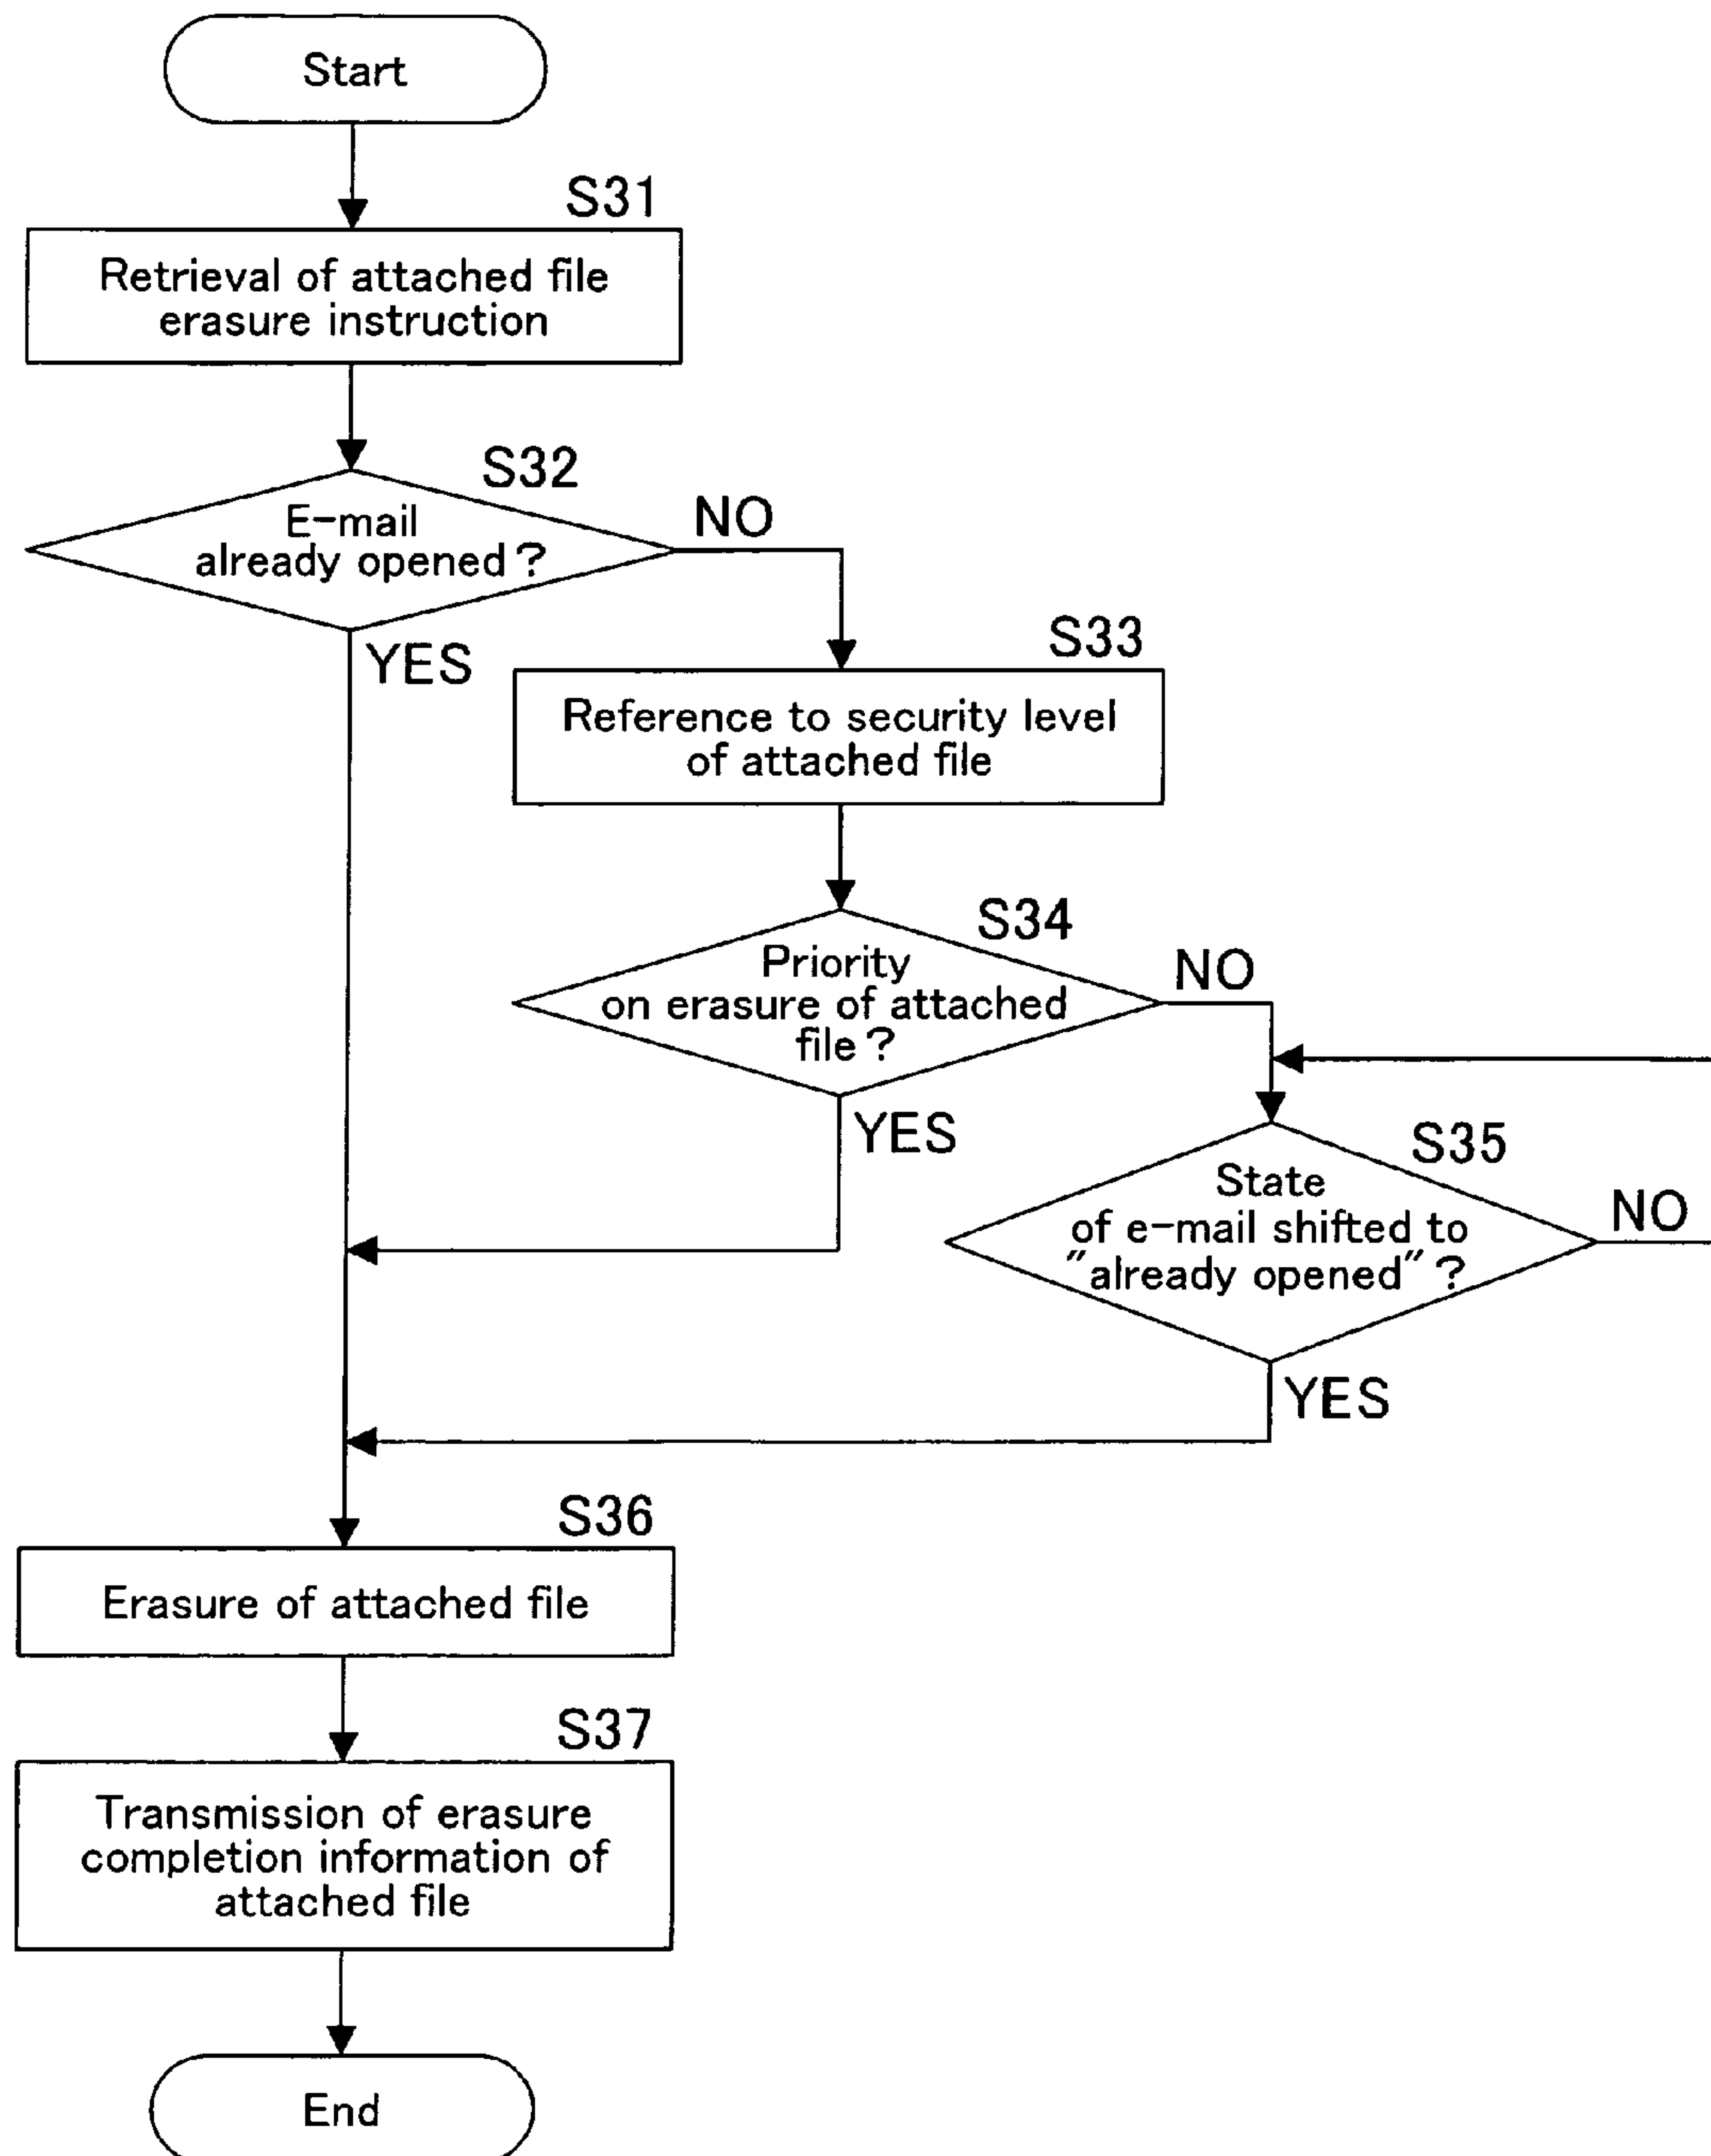 Start
S31
Retrieval of attached file
erasure instruction
S32
E-mail
already opened?
NO
YES
S33
Reference to security level
of attached file
S34
Priority
on erasure of attached
file?
NO
YES
S35
State
of e-mail shifted to
"already opened"?
NO
YES
S36
Erasure of attached file
S37
Transmission of erasure
completion information of
attached file
End